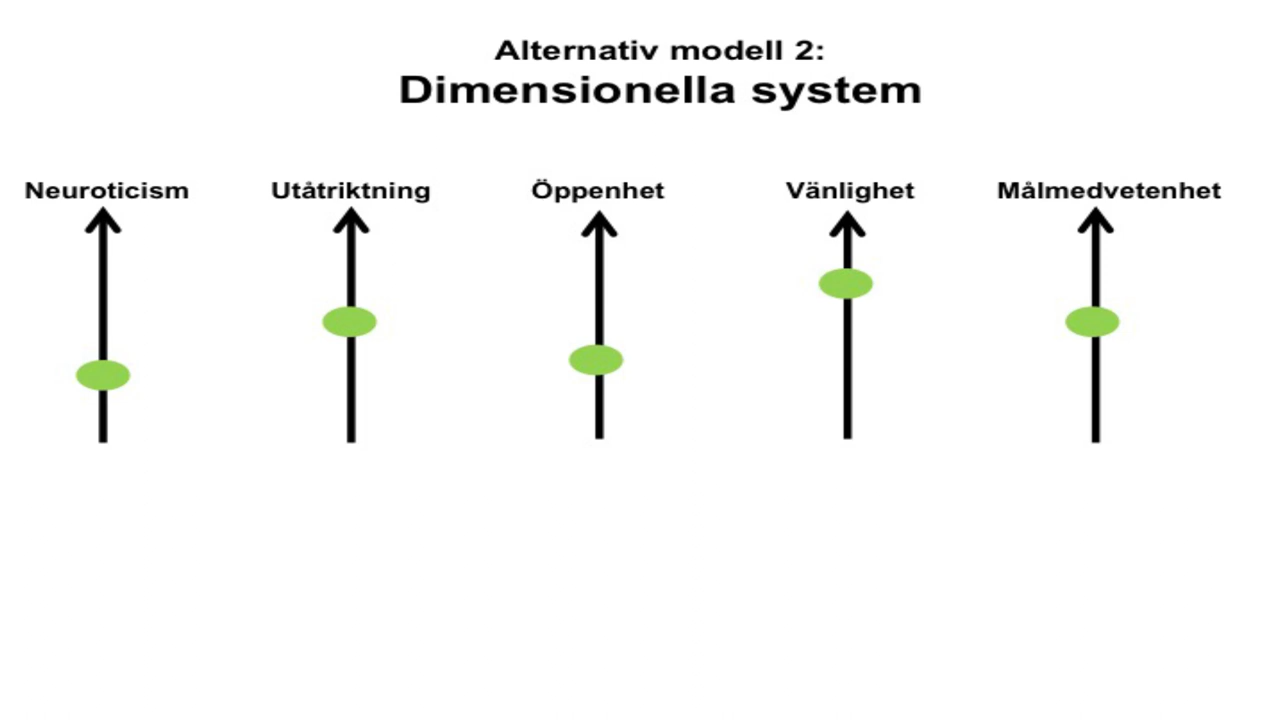 Alternativ modell 2:
Dimensionella system
Neuroticism
Utåtriktning
Öppenhet
Vänlighet
Målmedvetenhet